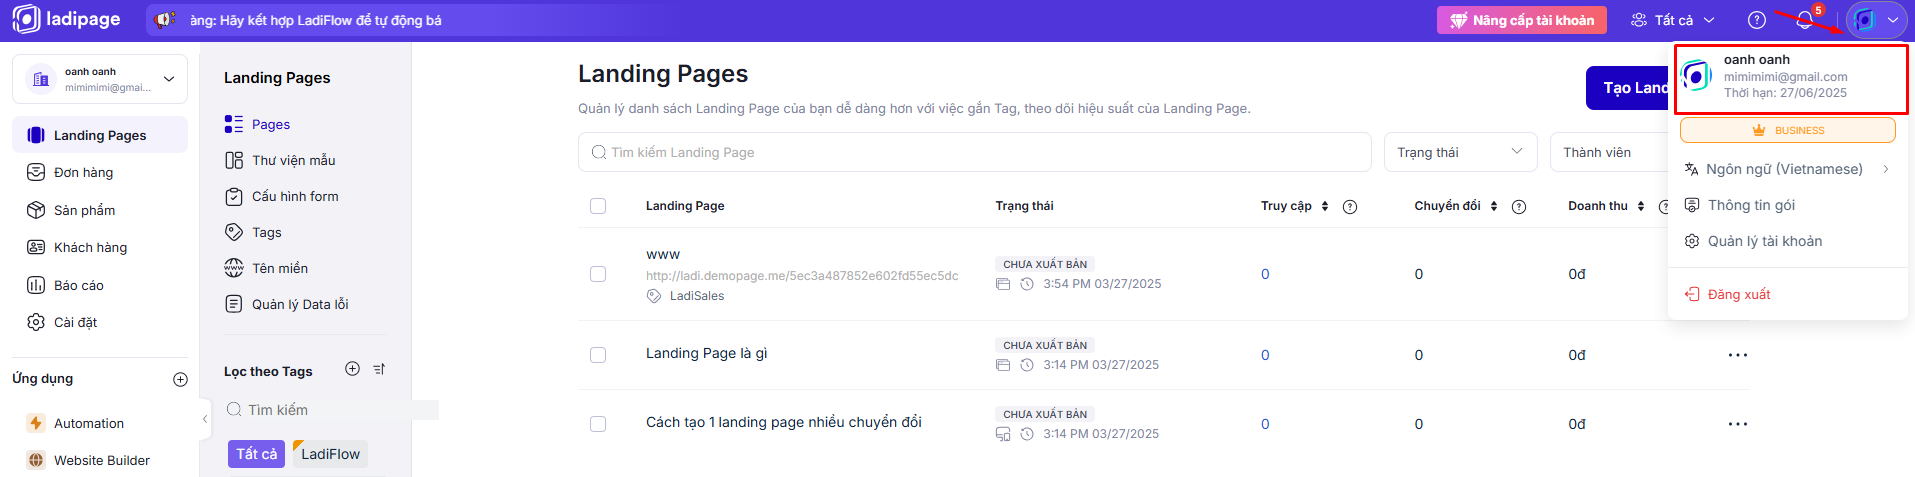 ladipage
àng: Hãy kết hợp LadiFlow để tự động bá
Nâng cấp tài khoản
Tất cả
5
oanh oanh
mimimimi@gmai...
Landing Pages
Đơn hàng
Sản phẩm
Khách hàng
Báo cáo
Cài đặt
Ứng dụng
Automation
Website Builder
Landing Pages
Pages
Thư viện mẫu
Cấu hình form
Tags
Tên miền
Quản lý Data lỗi
Lọc theo Tags
Tìm kiếm
Tất cả
LadiFlow
Landing Pages
Tạo Land
Quản lý danh sách Landing Page của bạn dễ dàng hơn với việc gắn Tag, theo dõi hiệu suất của Landing Page.
Tìm kiếm Landing Page
Trạng thái
Thành viên
Landing Page
Trạng thái
Truy cập
Chuyển đổi
Doanh thu
www
http://ladi.demopage.me/5ec3a487852e602fd55ec5dc
LadiSales
CHƯA XUẤT BẢN
3:54 PM 03/27/2025
0
0
0đ
Landing Page là gì
CHƯA XUẤT BẢN
3:14 PM 03/27/2025
0
0
0đ
Cách tạo 1 landing page nhiều chuyển đổi
CHƯA XUẤT BẢN
3:14 PM 03/27/2025
0
0
0đ
oanh oanh
mimimimi@gmail.com
Thời hạn: 27/06/2025
BUSINESS
Ngôn ngữ (Vietnamese)
Thông tin gói
Quản lý tài khoản
Đăng xuất